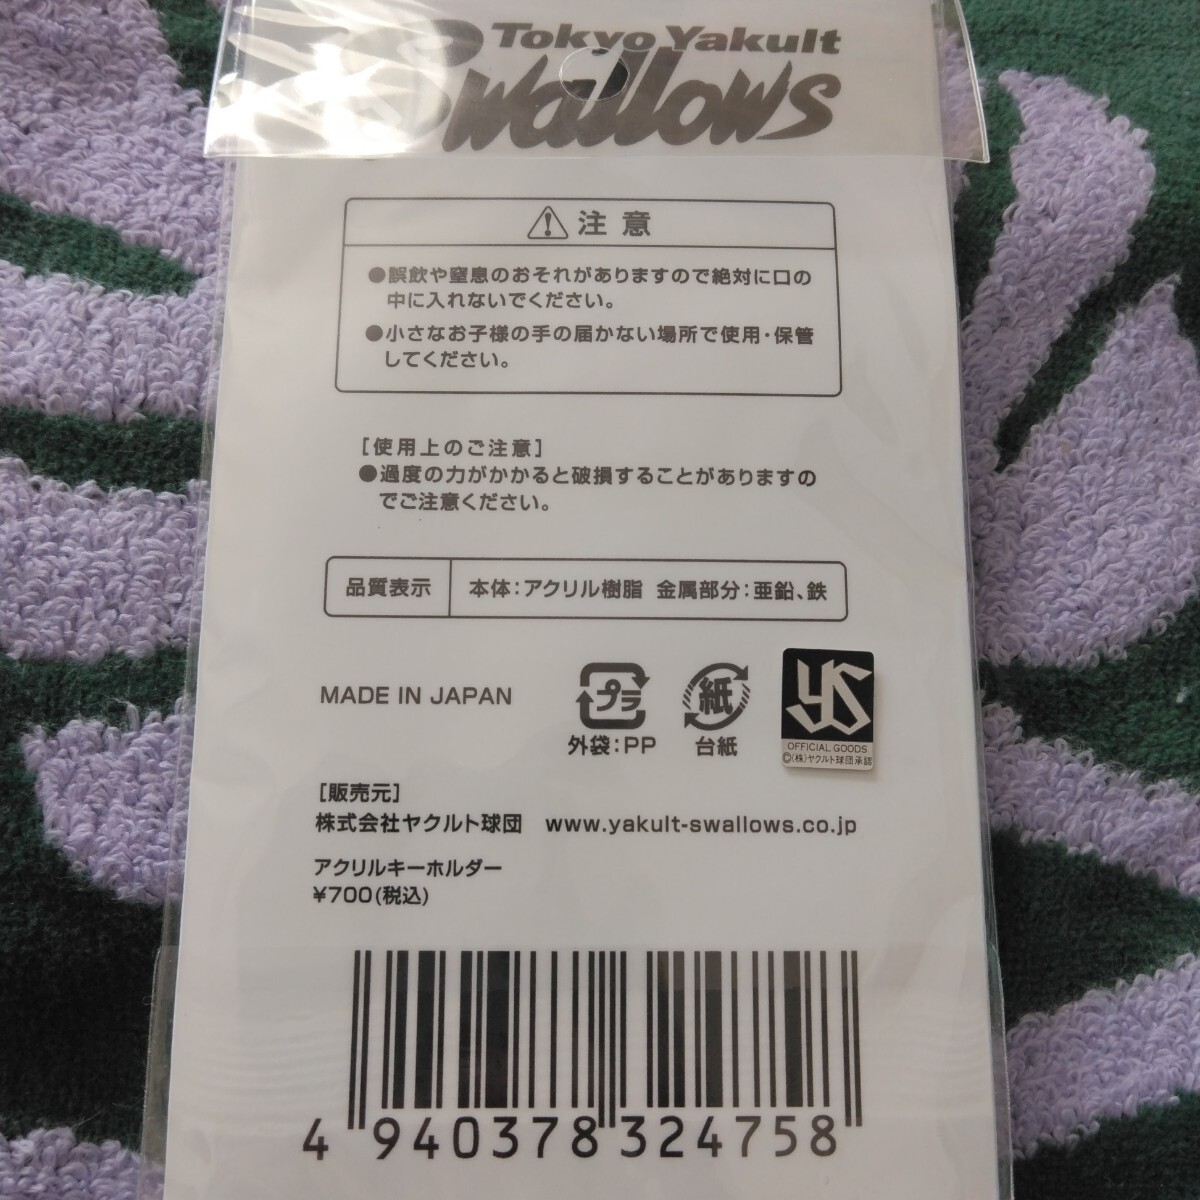 Tokyo Yakult
Swallows
注意
●誤飲や窒息のおそれがありますので絶対に口の
中に入れないでください。
●小さなお子様の手の届かない場所で使用・保管
してください。
[使用上のご注意]
●過度の力がかかると破損することがありますの
でご注意ください。
品質表示 本体:アクリル樹脂 金属部分:亜鉛、鉄
MADE IN JAPAN
プラ
外袋:PP
紙
台紙
YS
OFFICIAL GOODS
©(株)ヤクルト球団承認
[販売元]
株式会社ヤクルト球団 www.yakult-swallows.co.jp
アクリルキーホルダー
¥700(税込)
4 940378 324758